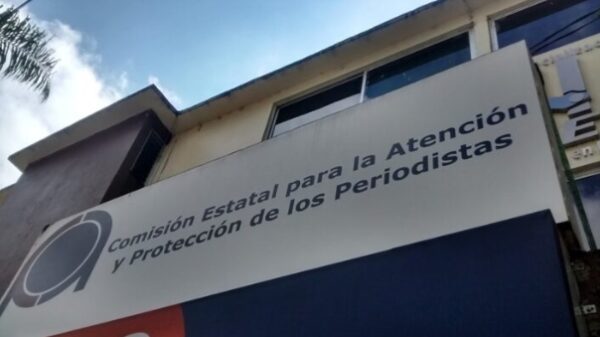 Comisión Estatal para la Atención
y Protección de los Periodistas